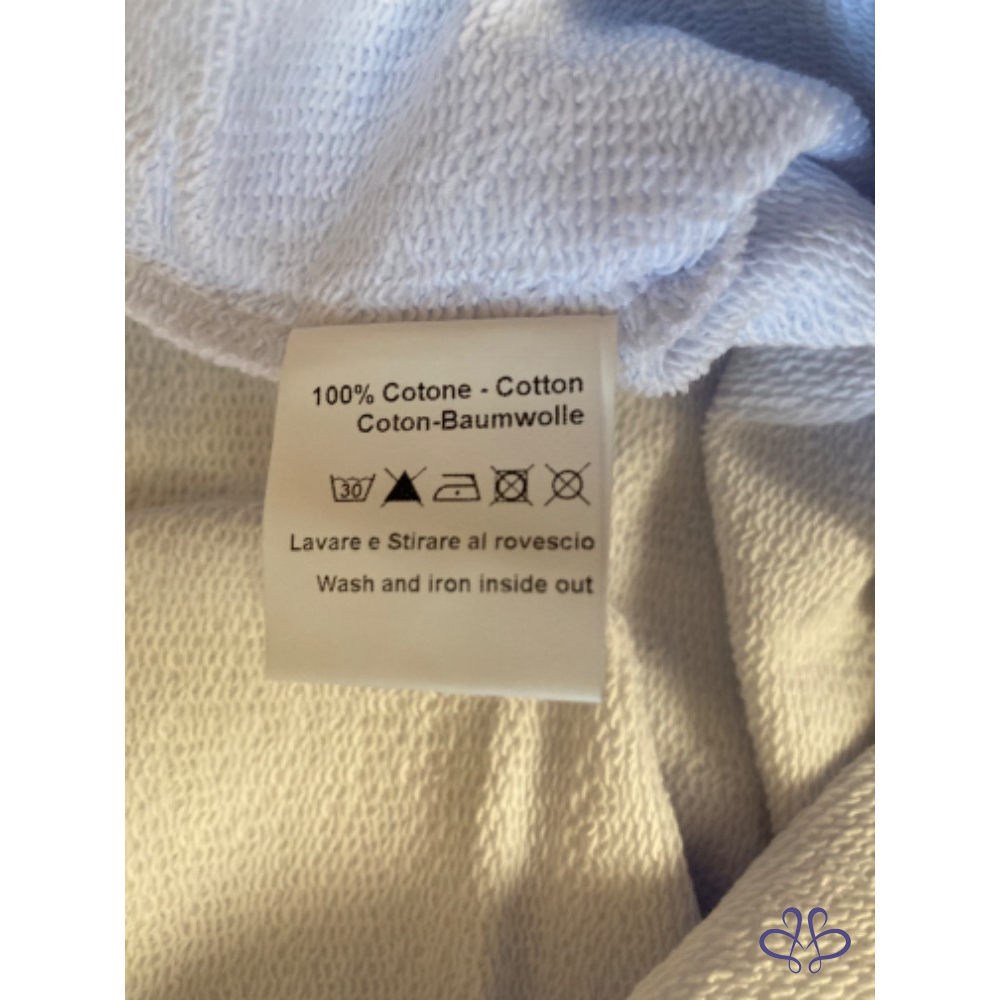 100% Cotone - Cotton
Coton-Baumwolle
30
Lavare e Stirare al rovescio
Wash and iron inside out